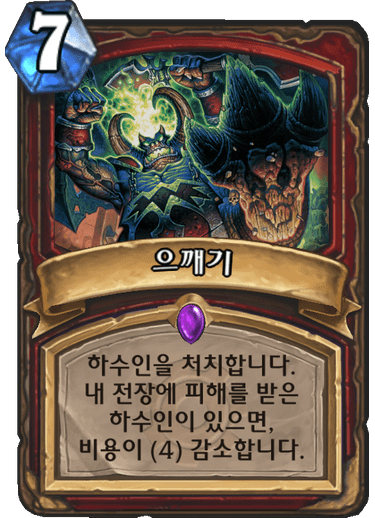 7
으깨기
하수인을 처치합니다.
내 전장에 피해를 받은
하수인이 있으면,
비용이 (4) 감소합니다.